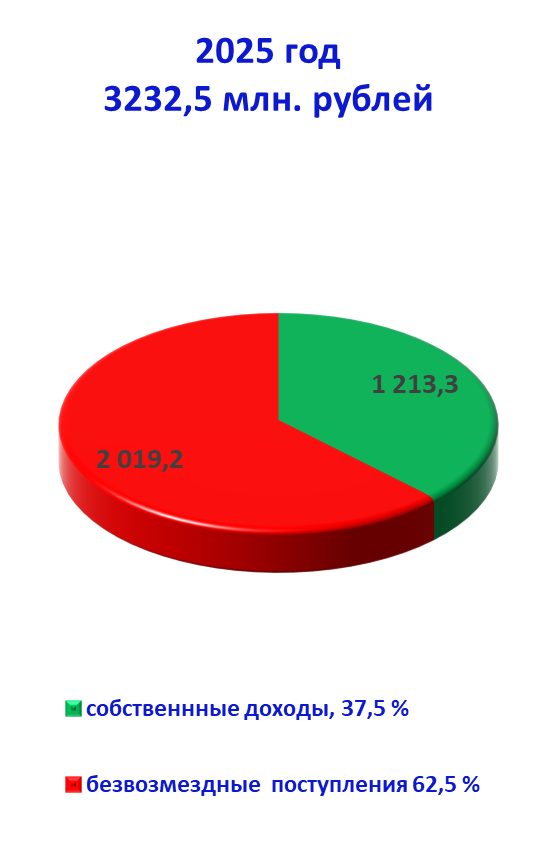 2025 год
3232,5 млн. рублей
1 213,3
2 019,2
собственнные доходы, 37,5 %
безвозмездные  поступления 62,5 %